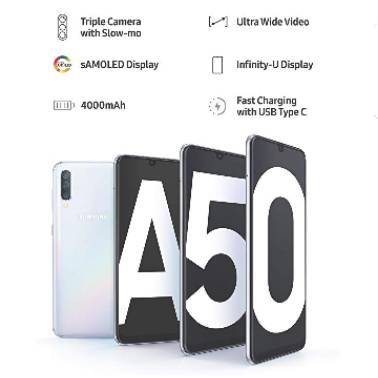 Triple Camera
with Slow-mo
Ultra Wide Video
sAMOLED Display
Infinity-U Display
4000mAh
Fast Charging
with USB Type C
SAMSUNG
A50